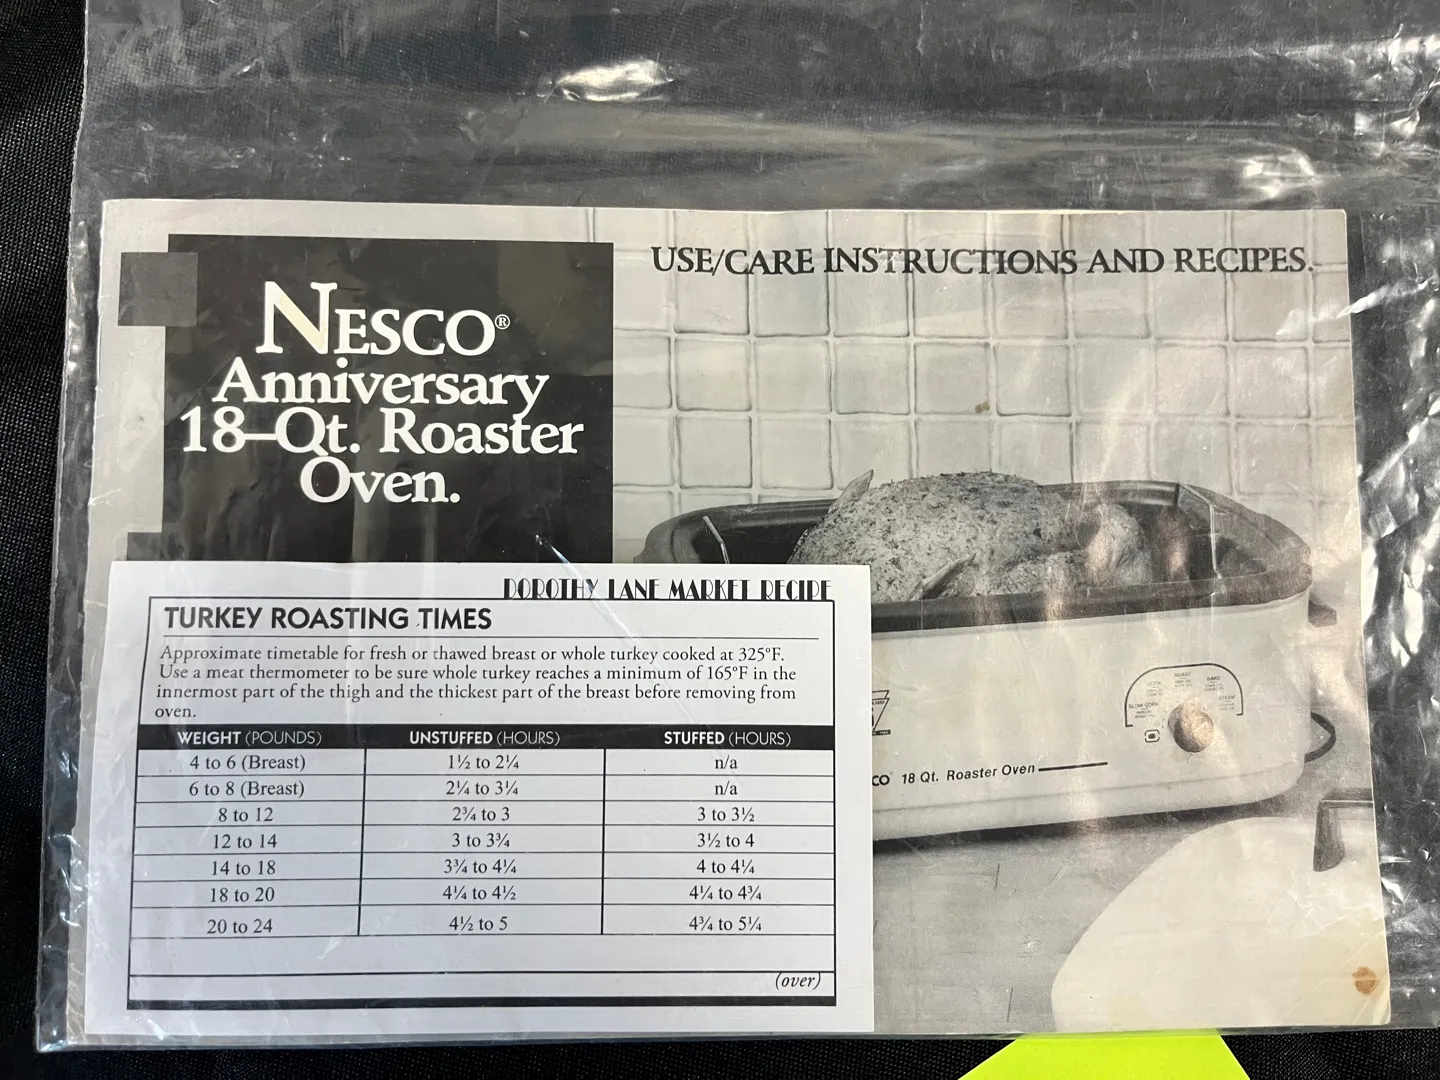 USE/CARE INSTRUCTIONS AND RECIPES.
NESCO®
Anniversary
18–Qt. Roaster
Oven.
DOROTHY LANE MARKET RECIPE
TURKEY ROASTING TIMES
Approximate timetable for fresh or thawed breast or whole turkey cooked at 325°F.
Use a meat thermometer to be sure whole turkey reaches a minimum of 165°F in the
innermost part of the thigh and the thickest part of the breast before removing from
oven.
WEIGHT (POUNDS) UNSTUFFED (HOURS) STUFFED (HOURS)
4 to 6 (Breast) 1½ to 2¼ n/a
6 to 8 (Breast) 2¼ to 3¼ n/a
8 to 12 2¾ to 3 3 to 3½
12 to 14 3 to 3¾ 3½ to 4
14 to 18 3¾ to 4¼ 4 to 4¼
18 to 20 4¼ to 4½ 4¼ to 4¾
20 to 24 4½ to 5 4¾ to 5¼
(over)
ROAST
COOK BAKE
SLOW COOK STEAM
CO 18 Qt. Roaster Oven